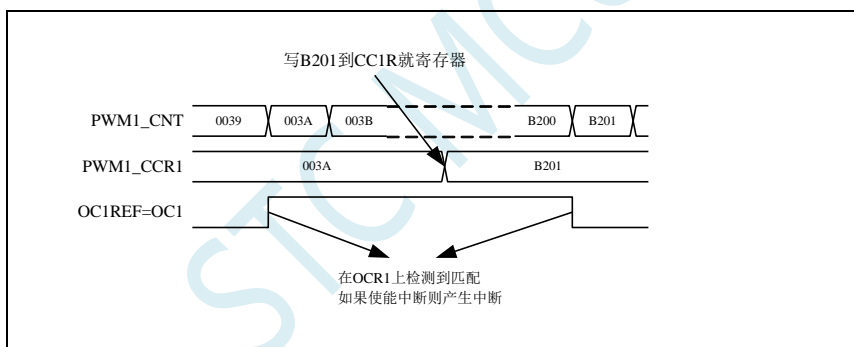 写B201到CC1R就寄存器
PWM1_CNT 0039 003A 003B B200 B201
PWM1_CCR1 003A B201
OC1REF=OC1
在OCR1上检测到匹配
如果使能中断则产生中断
STC MC